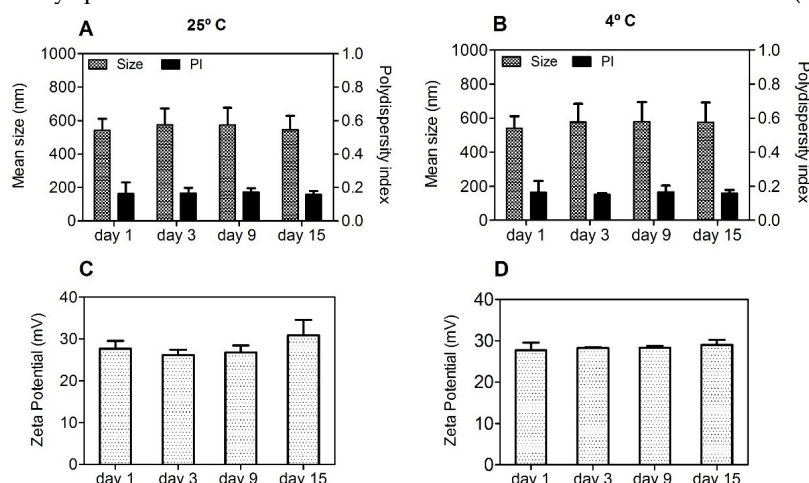 A
25º C
Size PI
Mean size (nm)
1000
800
600
400
200
0
Polydispersity index
1.0
0.8
0.6
0.4
0.2
0.0
day 1 day 3 day 9 day 15
B
4º C
Size PI
Mean size (nm)
1000
800
600
400
200
0
Polydispersity index
1.0
0.8
0.6
0.4
0.2
0.0
day 1 day 3 day 9 day 15
C
Zeta Potential (mV)
40
30
20
10
0
day 1 day 3 day 9 day 15
D
Zeta Potential (mV)
40
30
20
10
0
day 1 day 3 day 9 day 15